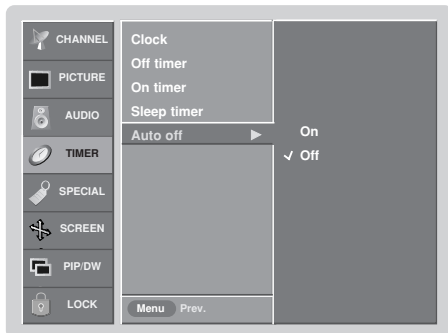 CHANNEL
PICTURE
AUDIO
TIMER
SPECIAL
SCREEN
PIP/DW
LOCK
Clock
Off timer
On timer
Sleep timer
Auto off
Menu Prev.
On
Off